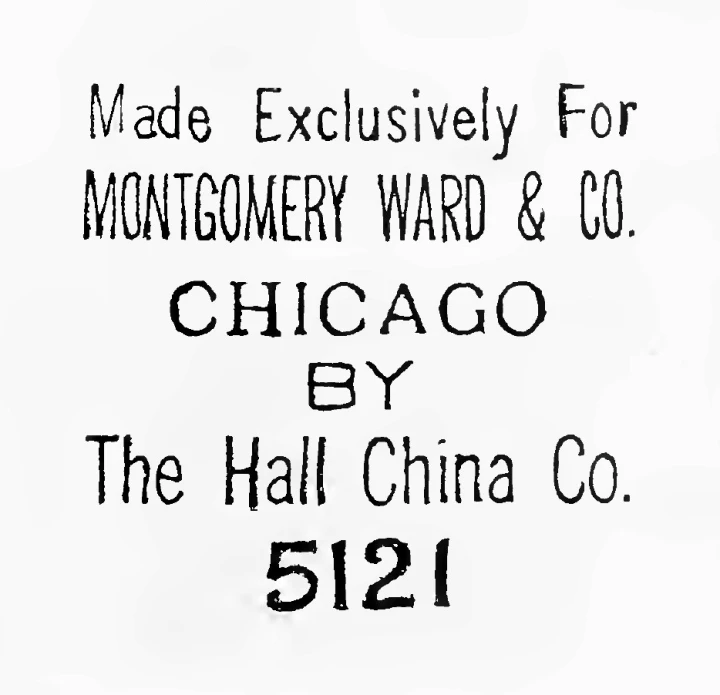 Made Exclusively For
MONTGOMERY WARD & CO.
CHICAGO
BY
The Hall China Co.
5121